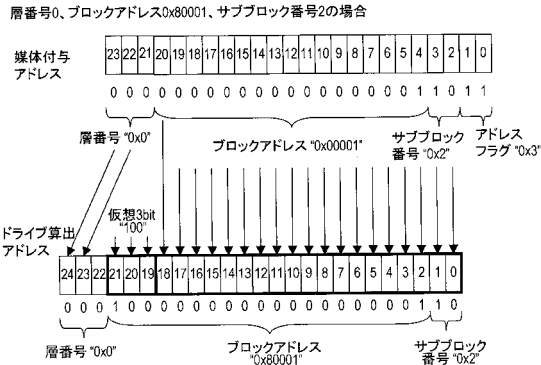 層番号0、ブロックアドレス0x80001、サブブロック番号2の場合
媒体付与
アドレス
23 22 21 20 19 18 17 16 15 14 13 12 11 10 9 8 7 6 5 4 3 2 1 0
0 0 0 0 0 0 0 0 0 0 0 0 0 0 0 0 0 0 0 1 1 0 1 1
層番号 "0x0"
ブロックアドレス "0x00001"
サブブロック
番号 "0x2"
アドレス
フラグ "0x3"
仮想3bit
"100"
ドライブ算出
アドレス
24 23 22 21 20 19 18 17 16 15 14 13 12 11 10 9 8 7 6 5 4 3 2 1 0
0 0 0 1 0 0 0 0 0 0 0 0 0 0 0 0 0 0 0 0 0 0 1 1 0
層番号 "0x0"
ブロックアドレス
"0x80001"
サブブロック
番号 "0x2"